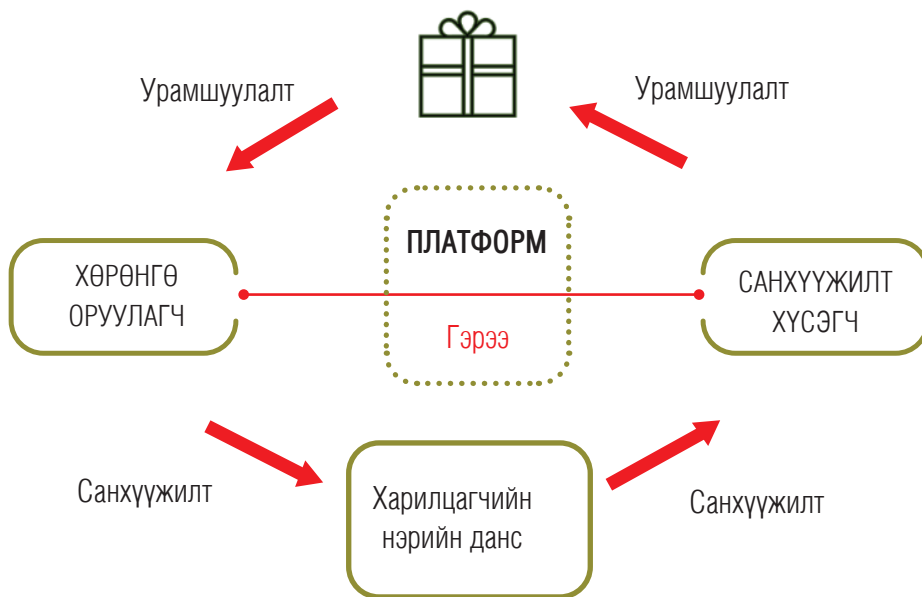 Урамшуулалт
Урамшуулалт
ПЛАТФОРМ
ХӨРӨНГӨ
ОРУУЛАГЧ
САНХҮҮЖИЛТ
ХҮСЭГЧ
Гэрээ
Санхүүжилт
Харилцагчийн
нэрийн данс
Санхүүжилт